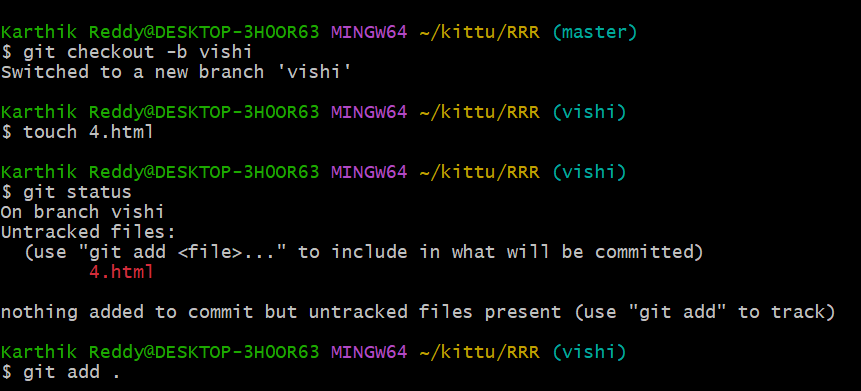 Karthik Reddy@DESKTOP-3HOOR63 MINGW64 ~/kittu/RRR (master)
$ git checkout -b vishi
Switched to a new branch 'vishi'
Karthik Reddy@DESKTOP-3HOOR63 MINGW64 ~/kittu/RRR (vishi)
$ touch 4.html
Karthik Reddy@DESKTOP-3HOOR63 MINGW64 ~/kittu/RRR (vishi)
$ git status
On branch vishi
Untracked files:
  (use "git add <file>..." to include in what will be committed)
        4.html
nothing added to commit but untracked files present (use "git add" to track)
Karthik Reddy@DESKTOP-3HOOR63 MINGW64 ~/kittu/RRR (vishi)
$ git add .